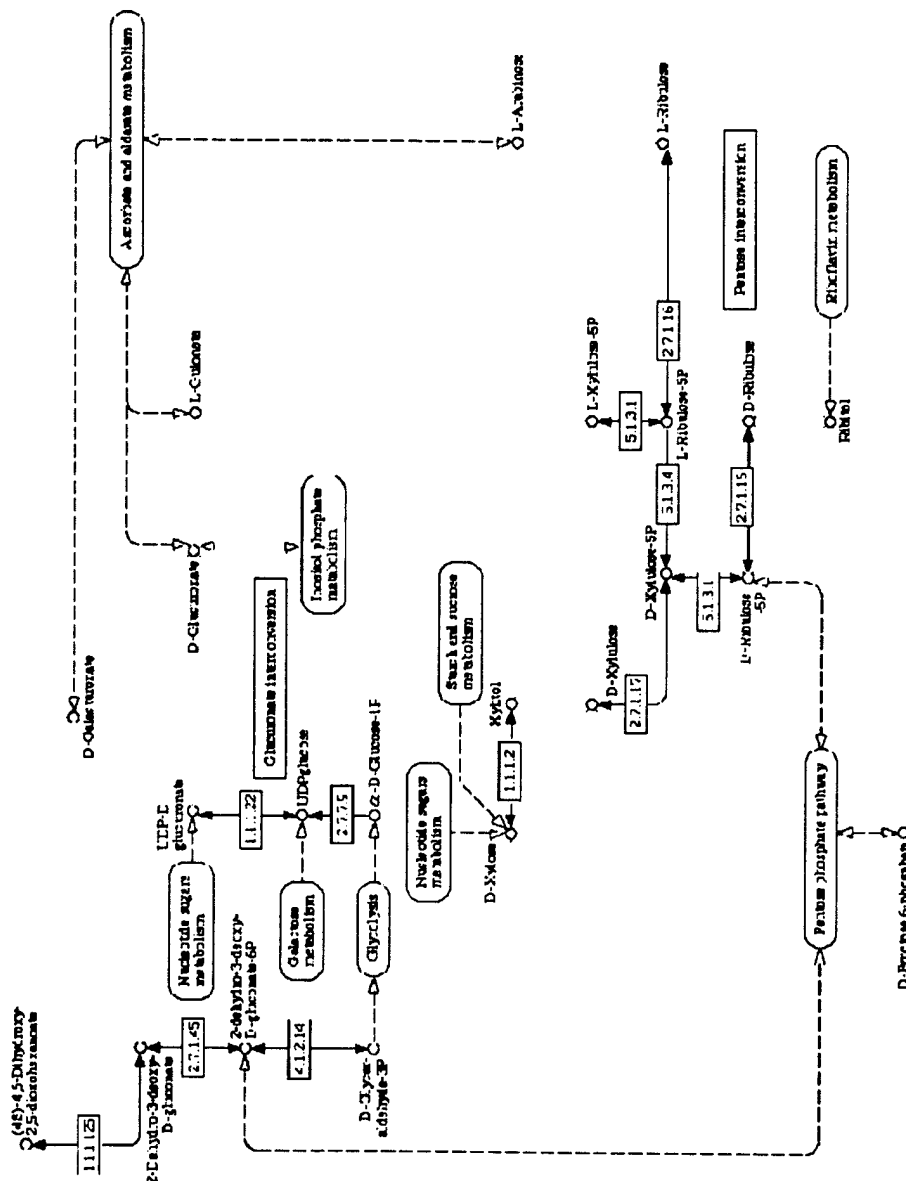 (4S)-4,5-Dihydroxy-
2,5-dioxohexanoate
1.1.1.125
2-Dehydro-3-deoxy-
D-gluconate
2.7.1.45
2-dehydro-3-deoxy-
D-gluconate-6P
4.1.2.14
D-Glycer-
aldehyde-3P
D-Galacturonate
Ascorbate and aldarate metabolism
UDP-D-
glucuronate
Nucleotide sugars
metabolism
1.1.1.22
UDPglucose
Galactose
metabolism
2.7.7.9
α-D-Glucose-1P
Glycolysis
D-Glucuronate
L-Gulonate
Glucuronate interconversion
Inositol phosphate
metabolism
Nucleotide sugars
metabolism
Starch and sucrose
metabolism
D-Xylose
1.1.1.2
Xylitol
L-Arabinose
D-Xylulose
2.7.1.17
D-Xylulose-5P
5.1.3.4
L-Xylulose-5P
5.1.3.1
L-Ribulose-5P
2.7.1.16
L-Ribulose
5.1.3.1
D-Ribulose
-5P
2.7.1.15
D-Ribulose
Pentose interconversion
Pentose phosphate pathway
Riboflavin metabolism
Ribitol